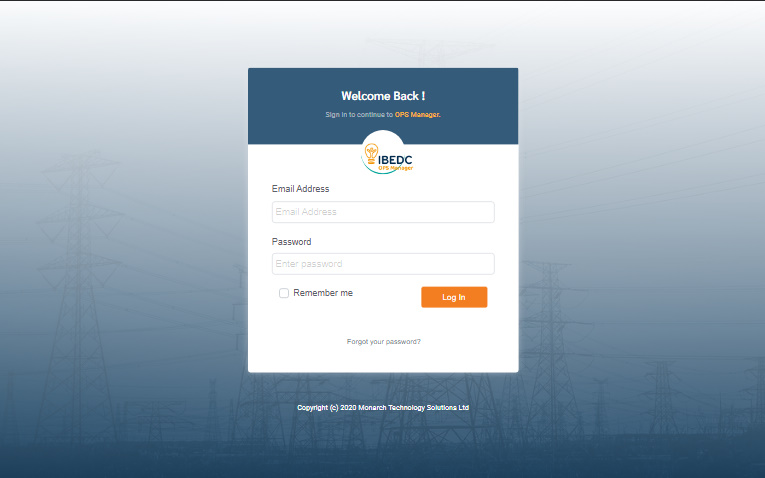 Welcome Back !
Sign in to continue to OPS Manager.
IBEDC
OPS Manager
Email Address
Email Address
Password
Enter password
Remember me
Log In
Forgot your password?
Copyright (c) 2020 Monarch Technology Solutions Ltd